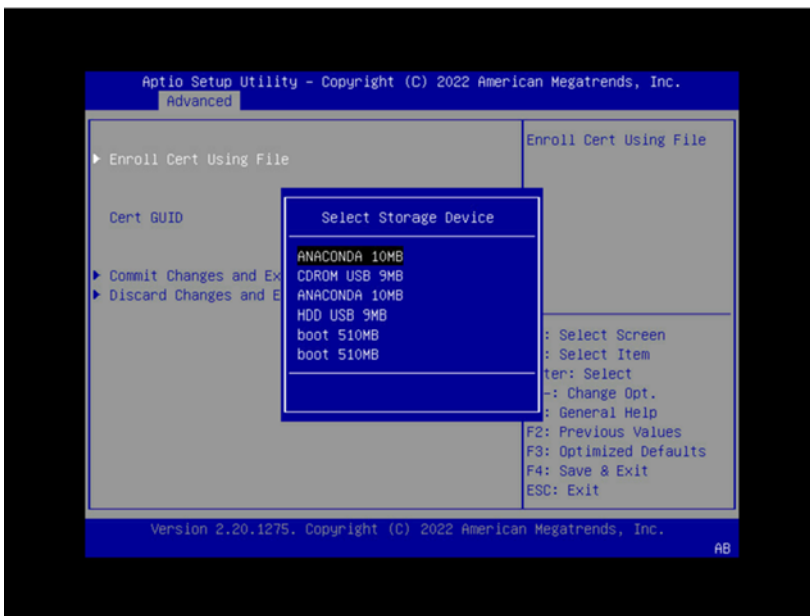 Aptio Setup Utility – Copyright (C) 2022 American Megatrends, Inc.
Advanced
Enroll Cert Using File
Enroll Cert Using File
Cert GUID
Commit Changes and Ex
Discard Changes and E
Select Storage Device
ANACONDA 10MB
CDROM USB 9MB
ANACONDA 10MB
HDD USB 9MB
boot 510MB
boot 510MB
: Select Screen
: Select Item
ter: Select
-: Change Opt.
: General Help
F2: Previous Values
F3: Optimized Defaults
F4: Save & Exit
ESC: Exit
Version 2.20.1275. Copyright (C) 2022 American Megatrends, Inc.
AB